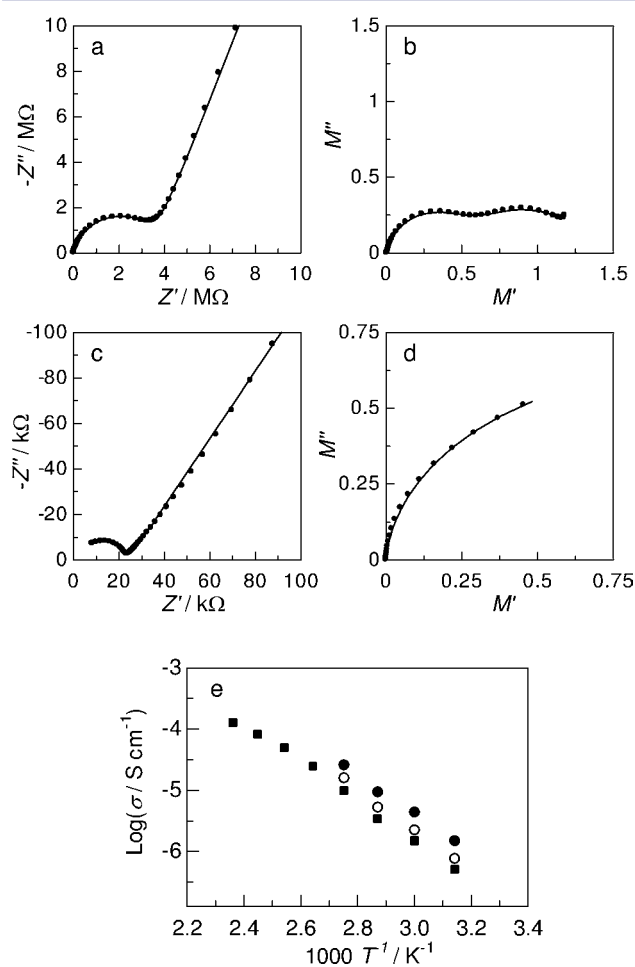 a
b
10
8
6
4
2
0
-Z''/ MΩ
0 2 4 6 8 10
Z'/ MΩ
1.5
1
0.5
0
M''
0 0.5 1 1.5
M'
c
d
-100
-80
-60
-40
-20
0
-Z''/ kΩ
0 20 40 60 80 100
Z'/ kΩ
0.75
0.5
0.25
0
M''
0 0.25 0.5 0.75
M'
e
-3
-4
-5
-6
Log(σ / S cm⁻¹)
2.2 2.4 2.6 2.8 3.0 3.2 3.4
1000 T¹/ K⁻¹